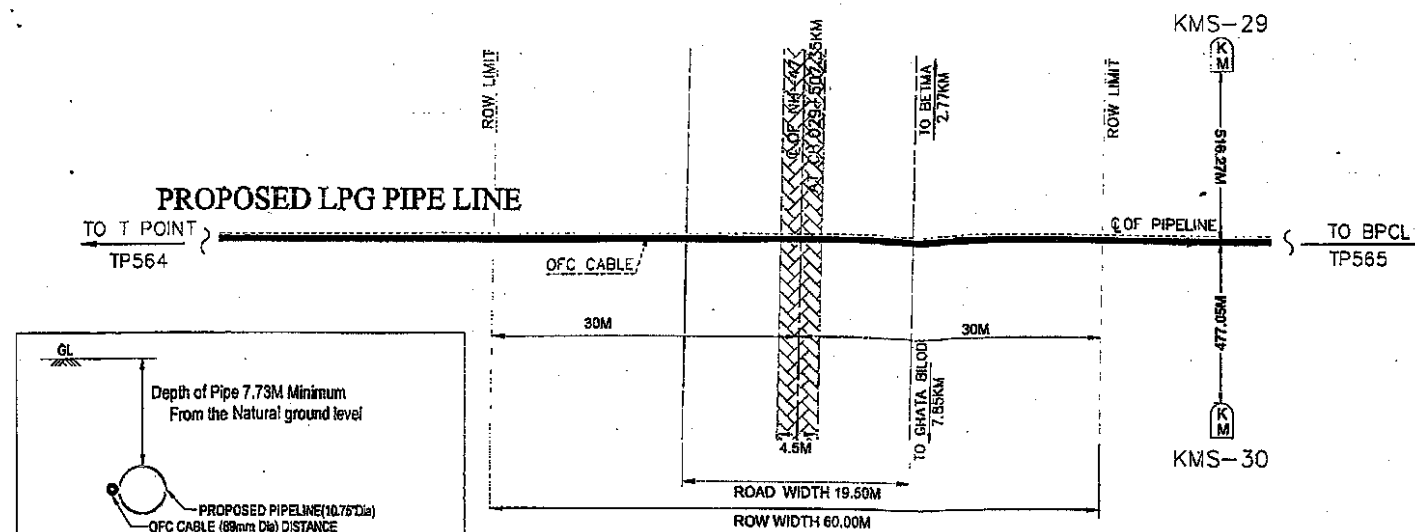 KMS-29
KM
ROW LIMIT
TO BETMA
2.77KM
ROW LIMIT
516.27M
PROPOSED LPG PIPE LINE
TO T POINT
TP564
OFC CABLE
℄ OF PIPELINE
TO BPCL
TP565
30M
30M
477.05M
GL
Depth of Pipe 7.73M Minimum
From the Natural ground level
TO GHATA BILODI
7.85KM
KM
KMS-30
4.5M
ROAD WIDTH 19.50M
ROW WIDTH 60.00M
PROPOSED PIPELINE(10.75"Dia)
OFC CABLE (89mm Dia) DISTANCE